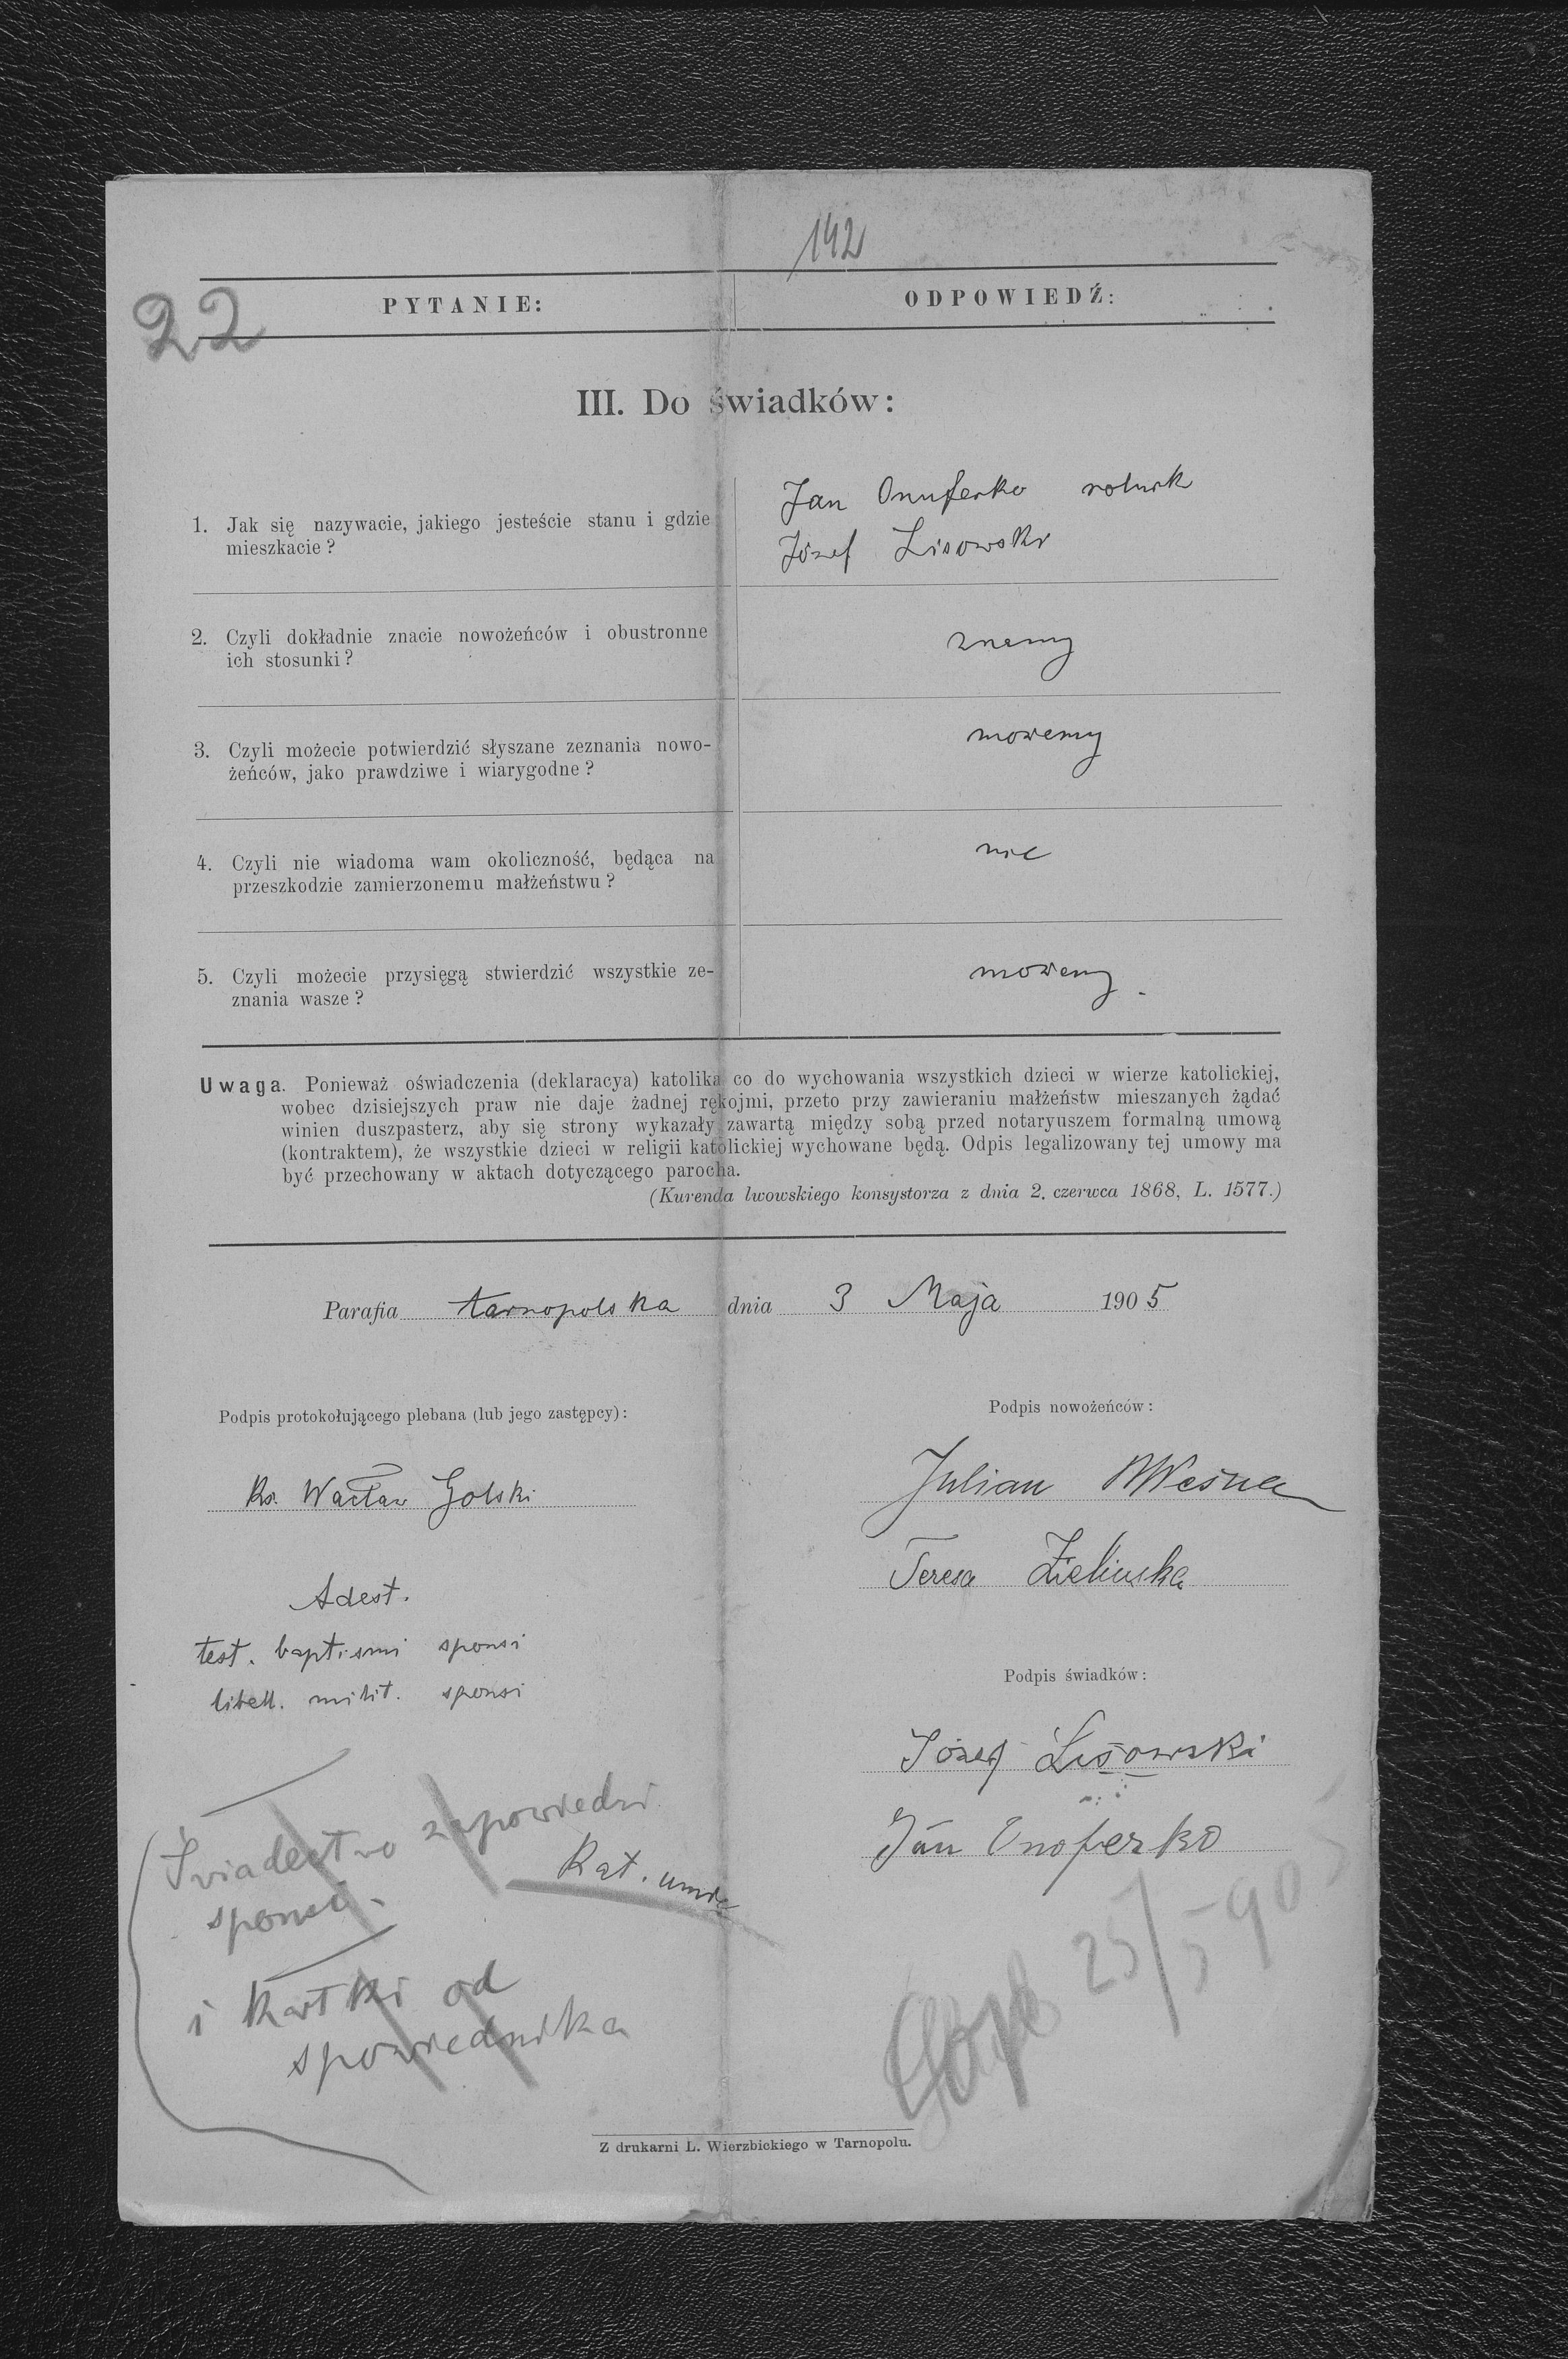 142
22
PYTANIE:
ODPOWIEDŹ:
III. Do świadków:
1. Jak się nazywacie, jakiego jesteście stanu i gdzie
mieszkacie?
Jan Onuferko rolnik
Józef Lisowski
2. Czyli dokładnie znacie nowożeńców i obustronne
ich stosunki?
znamy
3. Czyli możecie potwierdzić słyszane zeznania nowo-
żeńców, jako prawdziwe i wiarygodne?
możemy
4. Czyli nie wiadoma wam okoliczność, będąca na
przeszkodzie zamierzonemu małżeństwu?
nie
5. Czyli możecie przysięgą stwierdzić wszystkie ze-
znania wasze?
możemy.
Uwaga. Ponieważ oświadczenia (deklaracya) katolika co do wychowania wszystkich dzieci w wierze katolickiej,
wobec dzisiejszych praw nie daje żadnej rękojmi, przeto przy zawieraniu małżeństw mieszanych żądać
winien duszpasterz, aby się strony wykazały zawartą między sobą przed notaryuszem formalną umową
(kontraktem), że wszystkie dzieci w religii katolickiej wychowane będą. Odpis legalizowany tej umowy ma
być przechowany w aktach dotyczącego parocha.
(Kurenda lwowskiego konsystorza z dnia 2. czerwca 1868, L. 1577.)
Parafia tarnopolska dnia 3 Maja 1905
Podpis protokołującego plebana (lub jego zastępcy):
Podpis nowożeńców:
Ks. Wacław Golski
Julian
Teresa Zielinska
Adest.
test. baptismi sponsi
libell. milit. sponsi
Podpis świadków:
Józef Lisowski
Jan Onoferko
Świadectwo zapowiedzi
sponsi.
Kat. umie
i kartki od
spowiednika
25/5 905
Z drukarni L. Wierzbickiego w Tarnopolu.